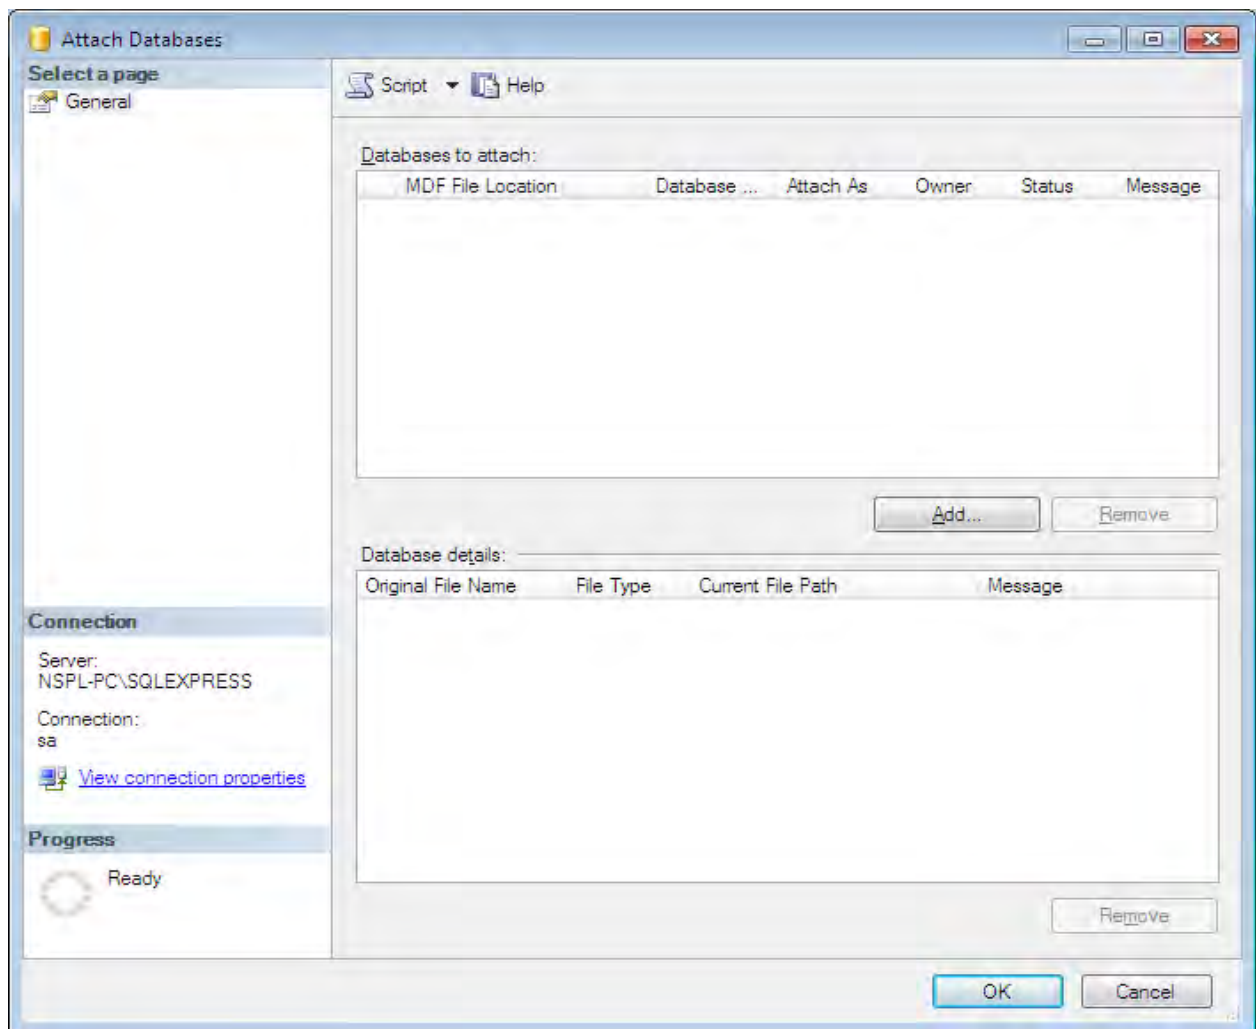 Attach Databases
Select a page
General
Script
Help
Databases to attach:
MDF File Location
Database ...
Attach As
Owner
Status
Message
Add...
Remove
Database details:
Original File Name
File Type
Current File Path
Message
Remove
Connection
Server:
NSPL-PC\SQLEXPRESS
Connection:
sa
View connection properties
Progress
Ready
OK
Cancel